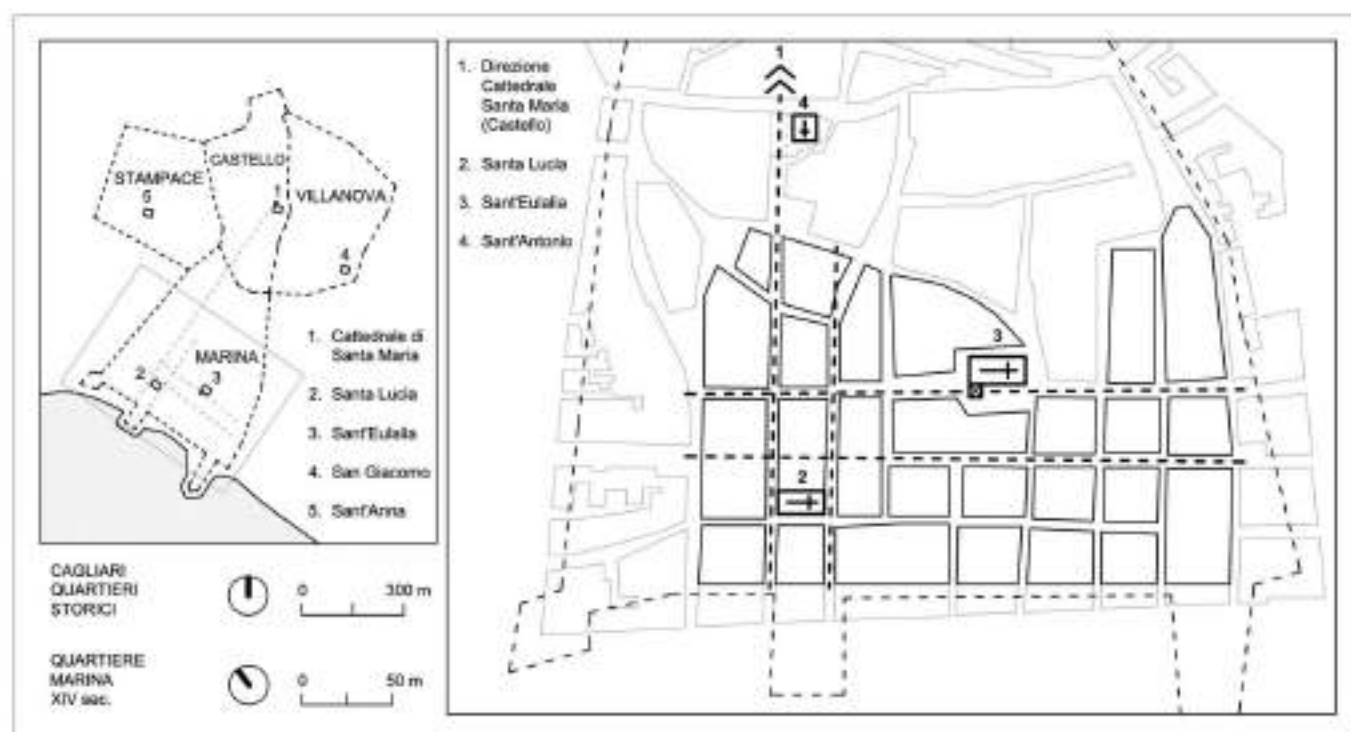 STAMPACE
5
CASTELLO
1
VILLANOVA
4
MARINA
2
3
1. Cattedrale di
Santa Maria
2. Santa Lucia
3. Sant'Eulalia
4. San Giacomo
5. Sant'Anna
CAGLIARI
QUARTIERI
STORICI
0 300 m
QUARTIERE
MARINA
XIV sec.
0 50 m
1. Direzione
Cattedrale
Santa Maria
(Castello)
2. Santa Lucia
3. Sant'Eulalia
4. Sant'Antonio
4
3
2